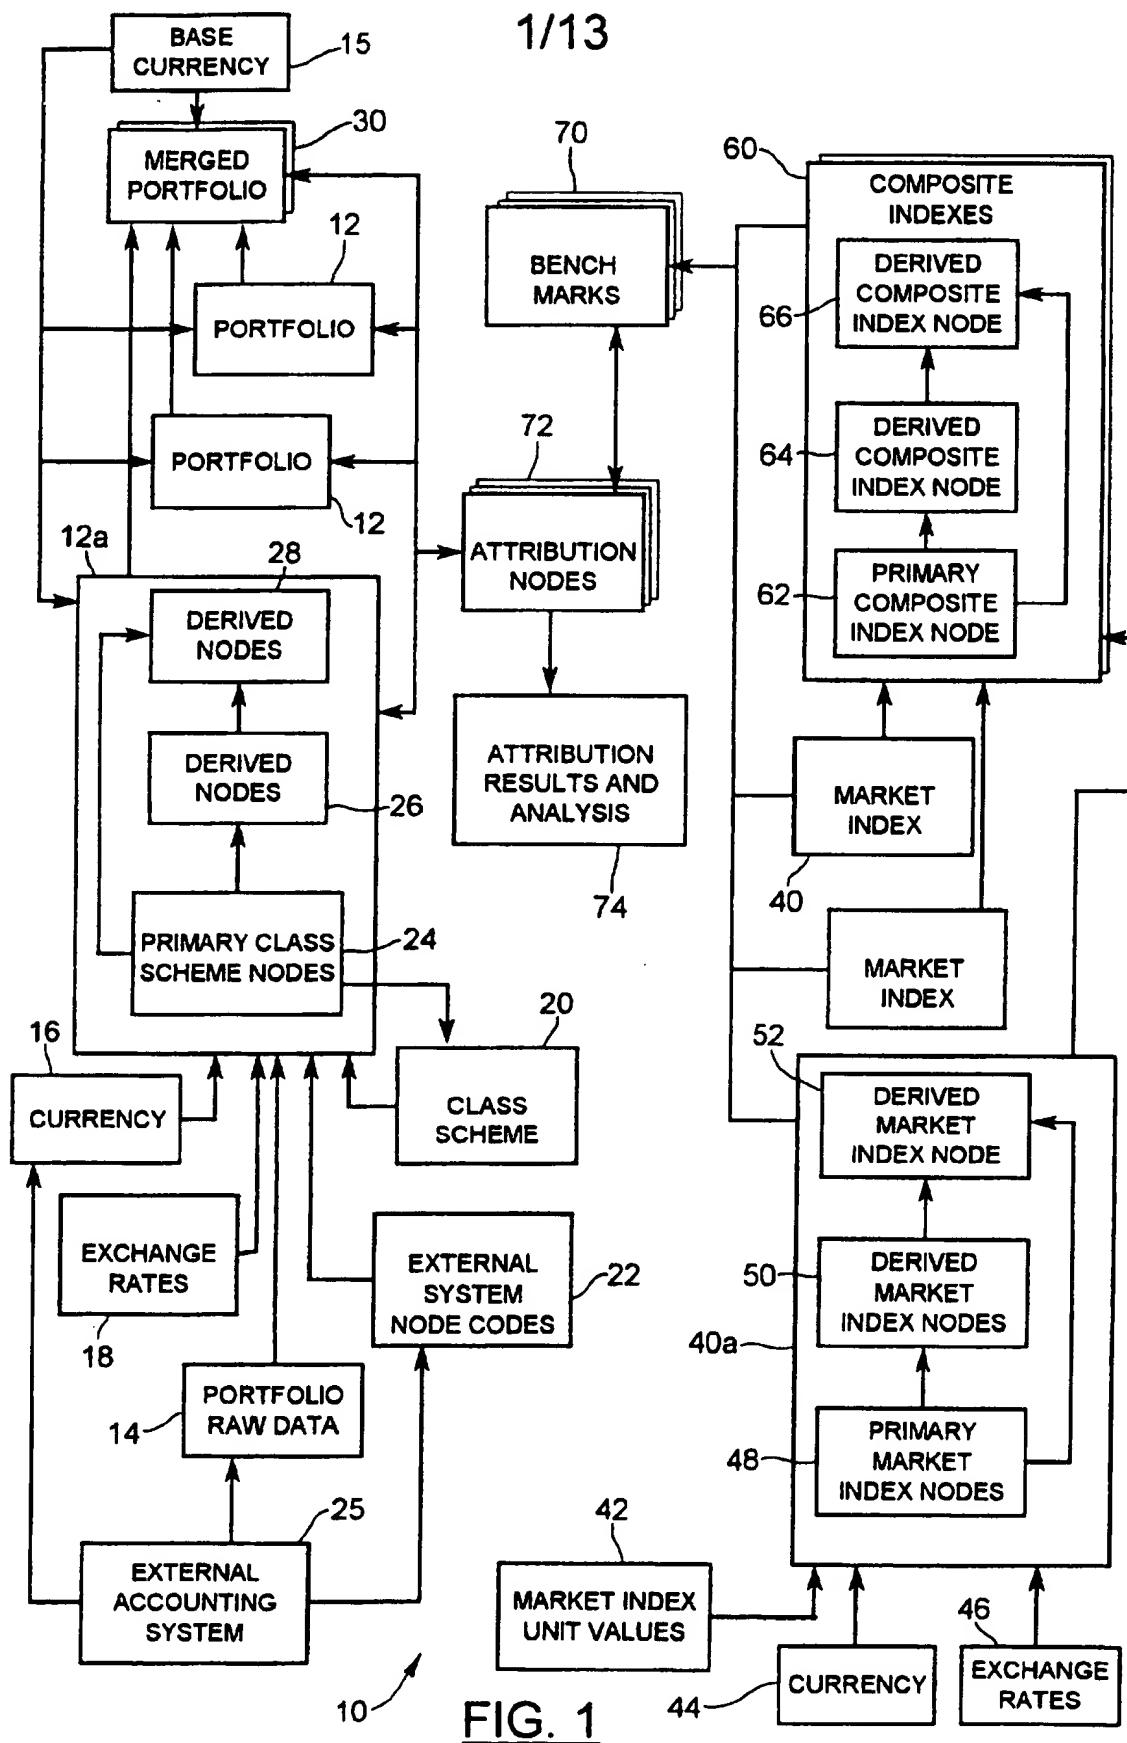 1/13
BASE
CURRENCY
15
30
MERGED
PORTFOLIO
12
PORTFOLIO
PORTFOLIO
12
12a
28
DERIVED
NODES
DERIVED
NODES
26
PRIMARY CLASS
SCHEME NODES
24
16
CURRENCY
20
CLASS
SCHEME
EXCHANGE
RATES
18
EXTERNAL
SYSTEM
NODE CODES
22
PORTFOLIO
RAW DATA
14
25
EXTERNAL
ACCOUNTING
SYSTEM
70
BENCH
MARKS
72
ATTRIBUTION
NODES
ATTRIBUTION
RESULTS AND
ANALYSIS
74
60
COMPOSITE
INDEXES
DERIVED
COMPOSITE
INDEX NODE
66
DERIVED
COMPOSITE
INDEX NODE
64
PRIMARY
COMPOSITE
INDEX NODE
62
MARKET
INDEX
40
MARKET
INDEX
52
DERIVED
MARKET
INDEX NODE
50
DERIVED
MARKET
INDEX NODES
40a
PRIMARY
MARKET
INDEX NODES
48
42
MARKET INDEX
UNIT VALUES
44
CURRENCY
46
EXCHANGE
RATES
10
FIG. 1